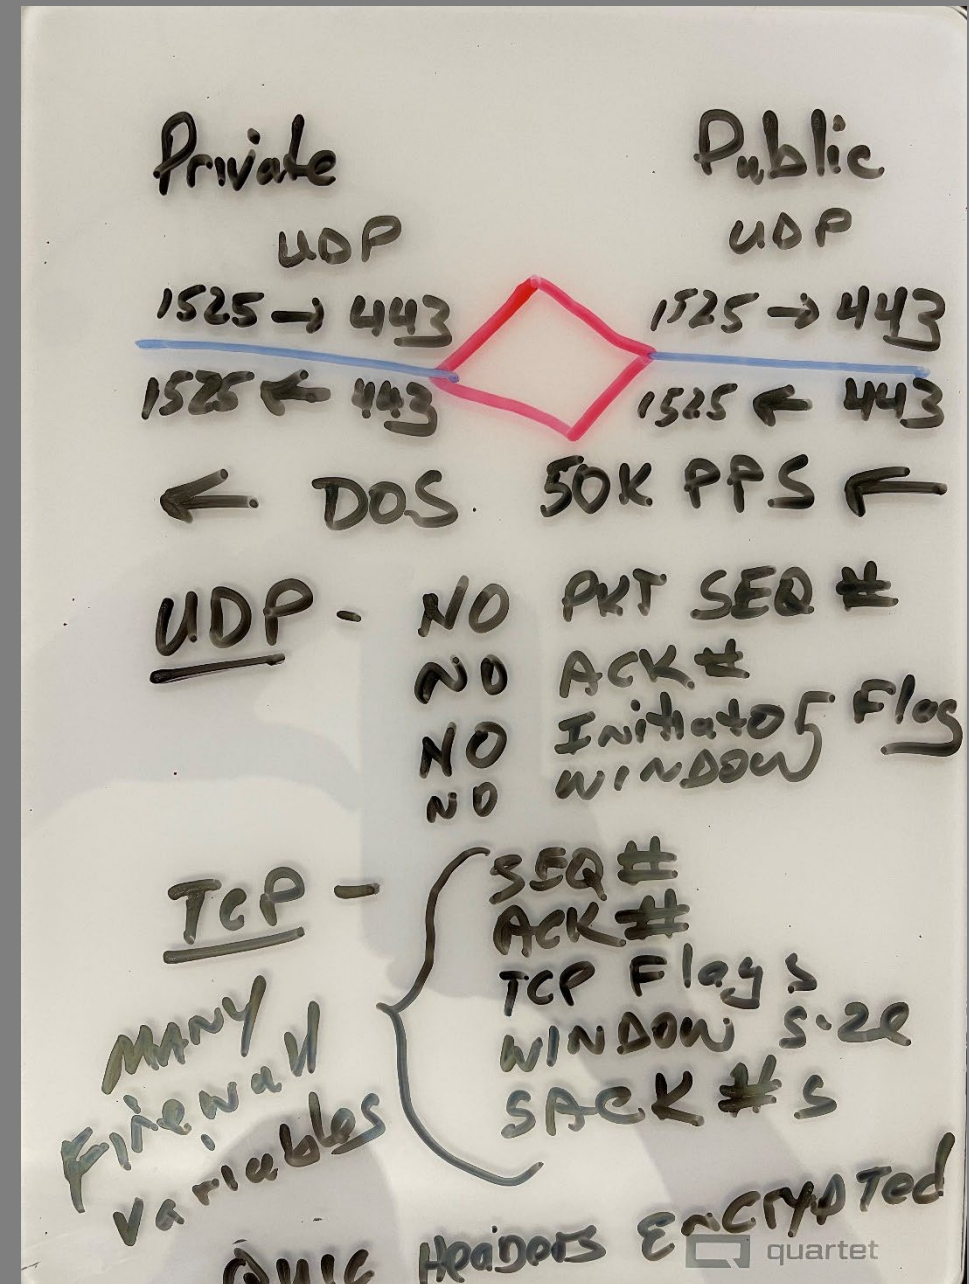 Private Public
UDP UDP
1525 → 443 1525 → 443
1525 ← 443 1525 ← 443
← DOS 50K PPS ←
UDP - NO PKT SEQ #
NO ACK #
NO Initiator Flag
NO WINDOW
TCP - SEQ #
ACK #
TCP Flags
WINDOW Size
SACK #s
MANY
Firewall
Variables
QUIC Headers Encrypted
quartet